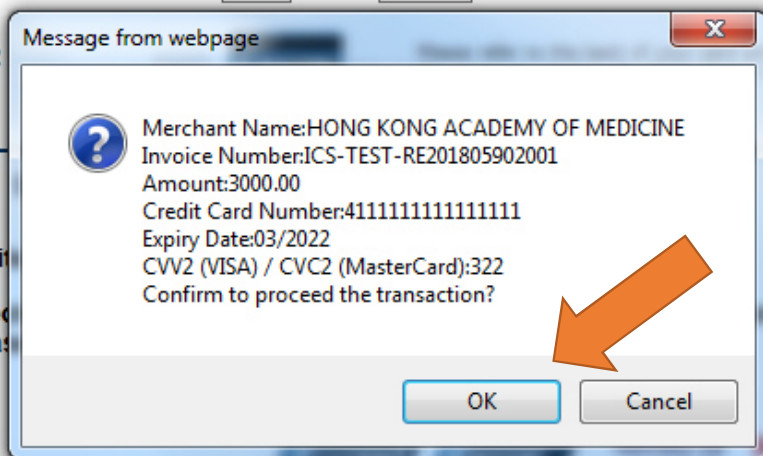 Message from webpage
Merchant Name:HONG KONG ACADEMY OF MEDICINE
Invoice Number:ICS-TEST-RE201805902001
Amount:3000.00
Credit Card Number:4111111111111111
Expiry Date:03/2022
CVV2 (VISA) / CVC2 (MasterCard):322
Confirm to proceed the transaction?
OK
Cancel